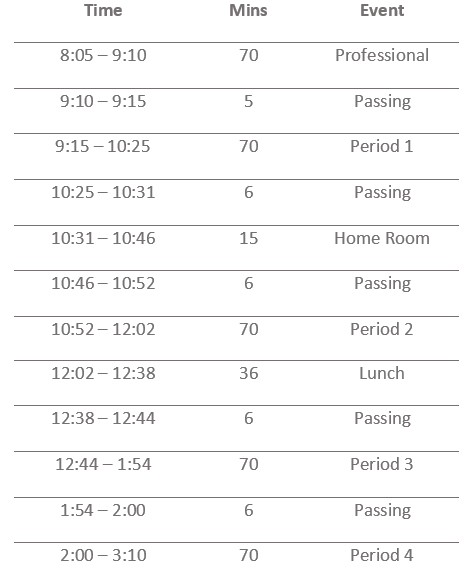 Time Mins Event
8:05 – 9:10 70 Professional
9:10 – 9:15 5 Passing
9:15 – 10:25 70 Period 1
10:25 – 10:31 6 Passing
10:31 – 10:46 15 Home Room
10:46 – 10:52 6 Passing
10:52 – 12:02 70 Period 2
12:02 – 12:38 36 Lunch
12:38 – 12:44 6 Passing
12:44 – 1:54 70 Period 3
1:54 – 2:00 6 Passing
2:00 – 3:10 70 Period 4